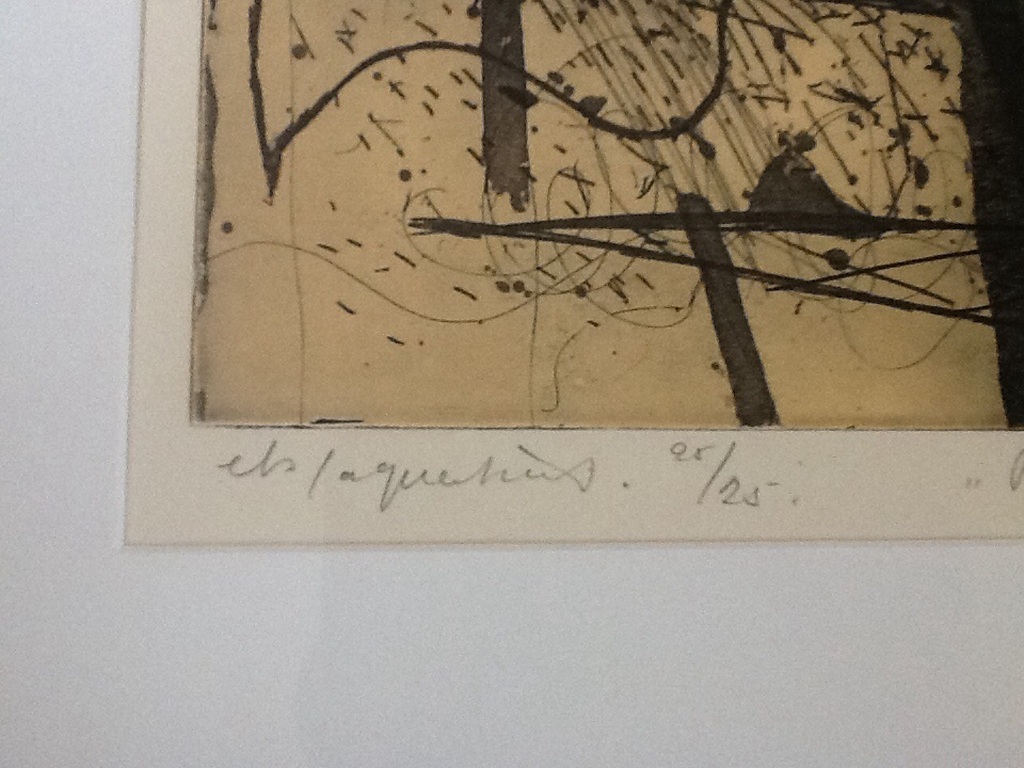 ets/aquatint. 25/25. "